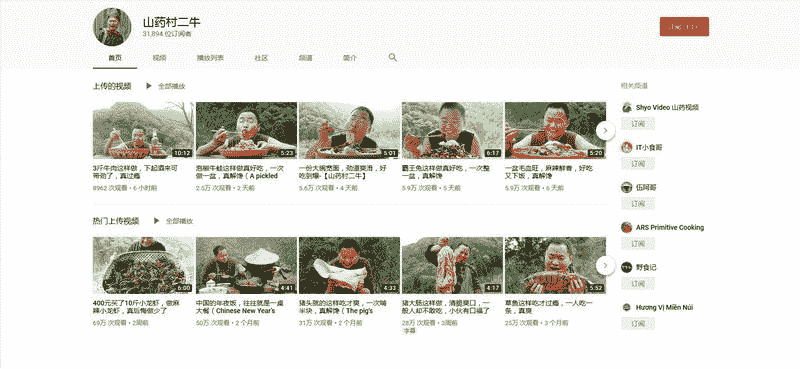 山药村二牛
31,894 位订阅者
首页 视频 播放列表 社区 频道 简介
上传的视频 全部播放
10:12 5:23 5:01 6:17 5:20
3斤牛肉这样做，下起酒来可
带劲了，真过瘾
8962 次观看 • 6 小时前
泡椒牛蛙这样做真好吃，一次
做一盆，真解馋（A pickled
2.6万 次观看 • 2 天前
一份大碗宽面，劲道爽滑，好
吃到爆-【山药村二牛】
5.6万 次观看 • 4 天前
霸王兔这样做真好吃，一次整
一盆，真解馋
5.9万 次观看 • 5 天前
一盆毛血旺，麻辣鲜香，好吃
又下饭，真解馋
5.9万 次观看 • 6 天前
热门上传视频 全部播放
6:00 4:41 4:33 4:17 5:52
400元买了10斤小龙虾，做麻
辣小龙虾，真后悔做少了
69万 次观看 • 2周前
中国的年夜饭，往往就是一桌
大餐（Chinese New Year's
50万 次观看 • 2 个月前
猪头就的这样吃才爽，一次啃
半块，真解馋（The pig's
31万 次观看 • 2 个月前
猪大肠这样做，清脆爽口，一
般人却不敢吃，小伙有口福了
28万 次观看 • 3周前
字幕
草鱼这样吃才过瘾，一人吃一
条，真爽
25万 次观看 • 3 个月前
相关频道
Shyo Video 山药视频
订阅
IT小食哥
订阅
伍阿哥
订阅
ARS Primitive Cooking
订阅
野食记
订阅
Hương Vị Miền Núi
订阅